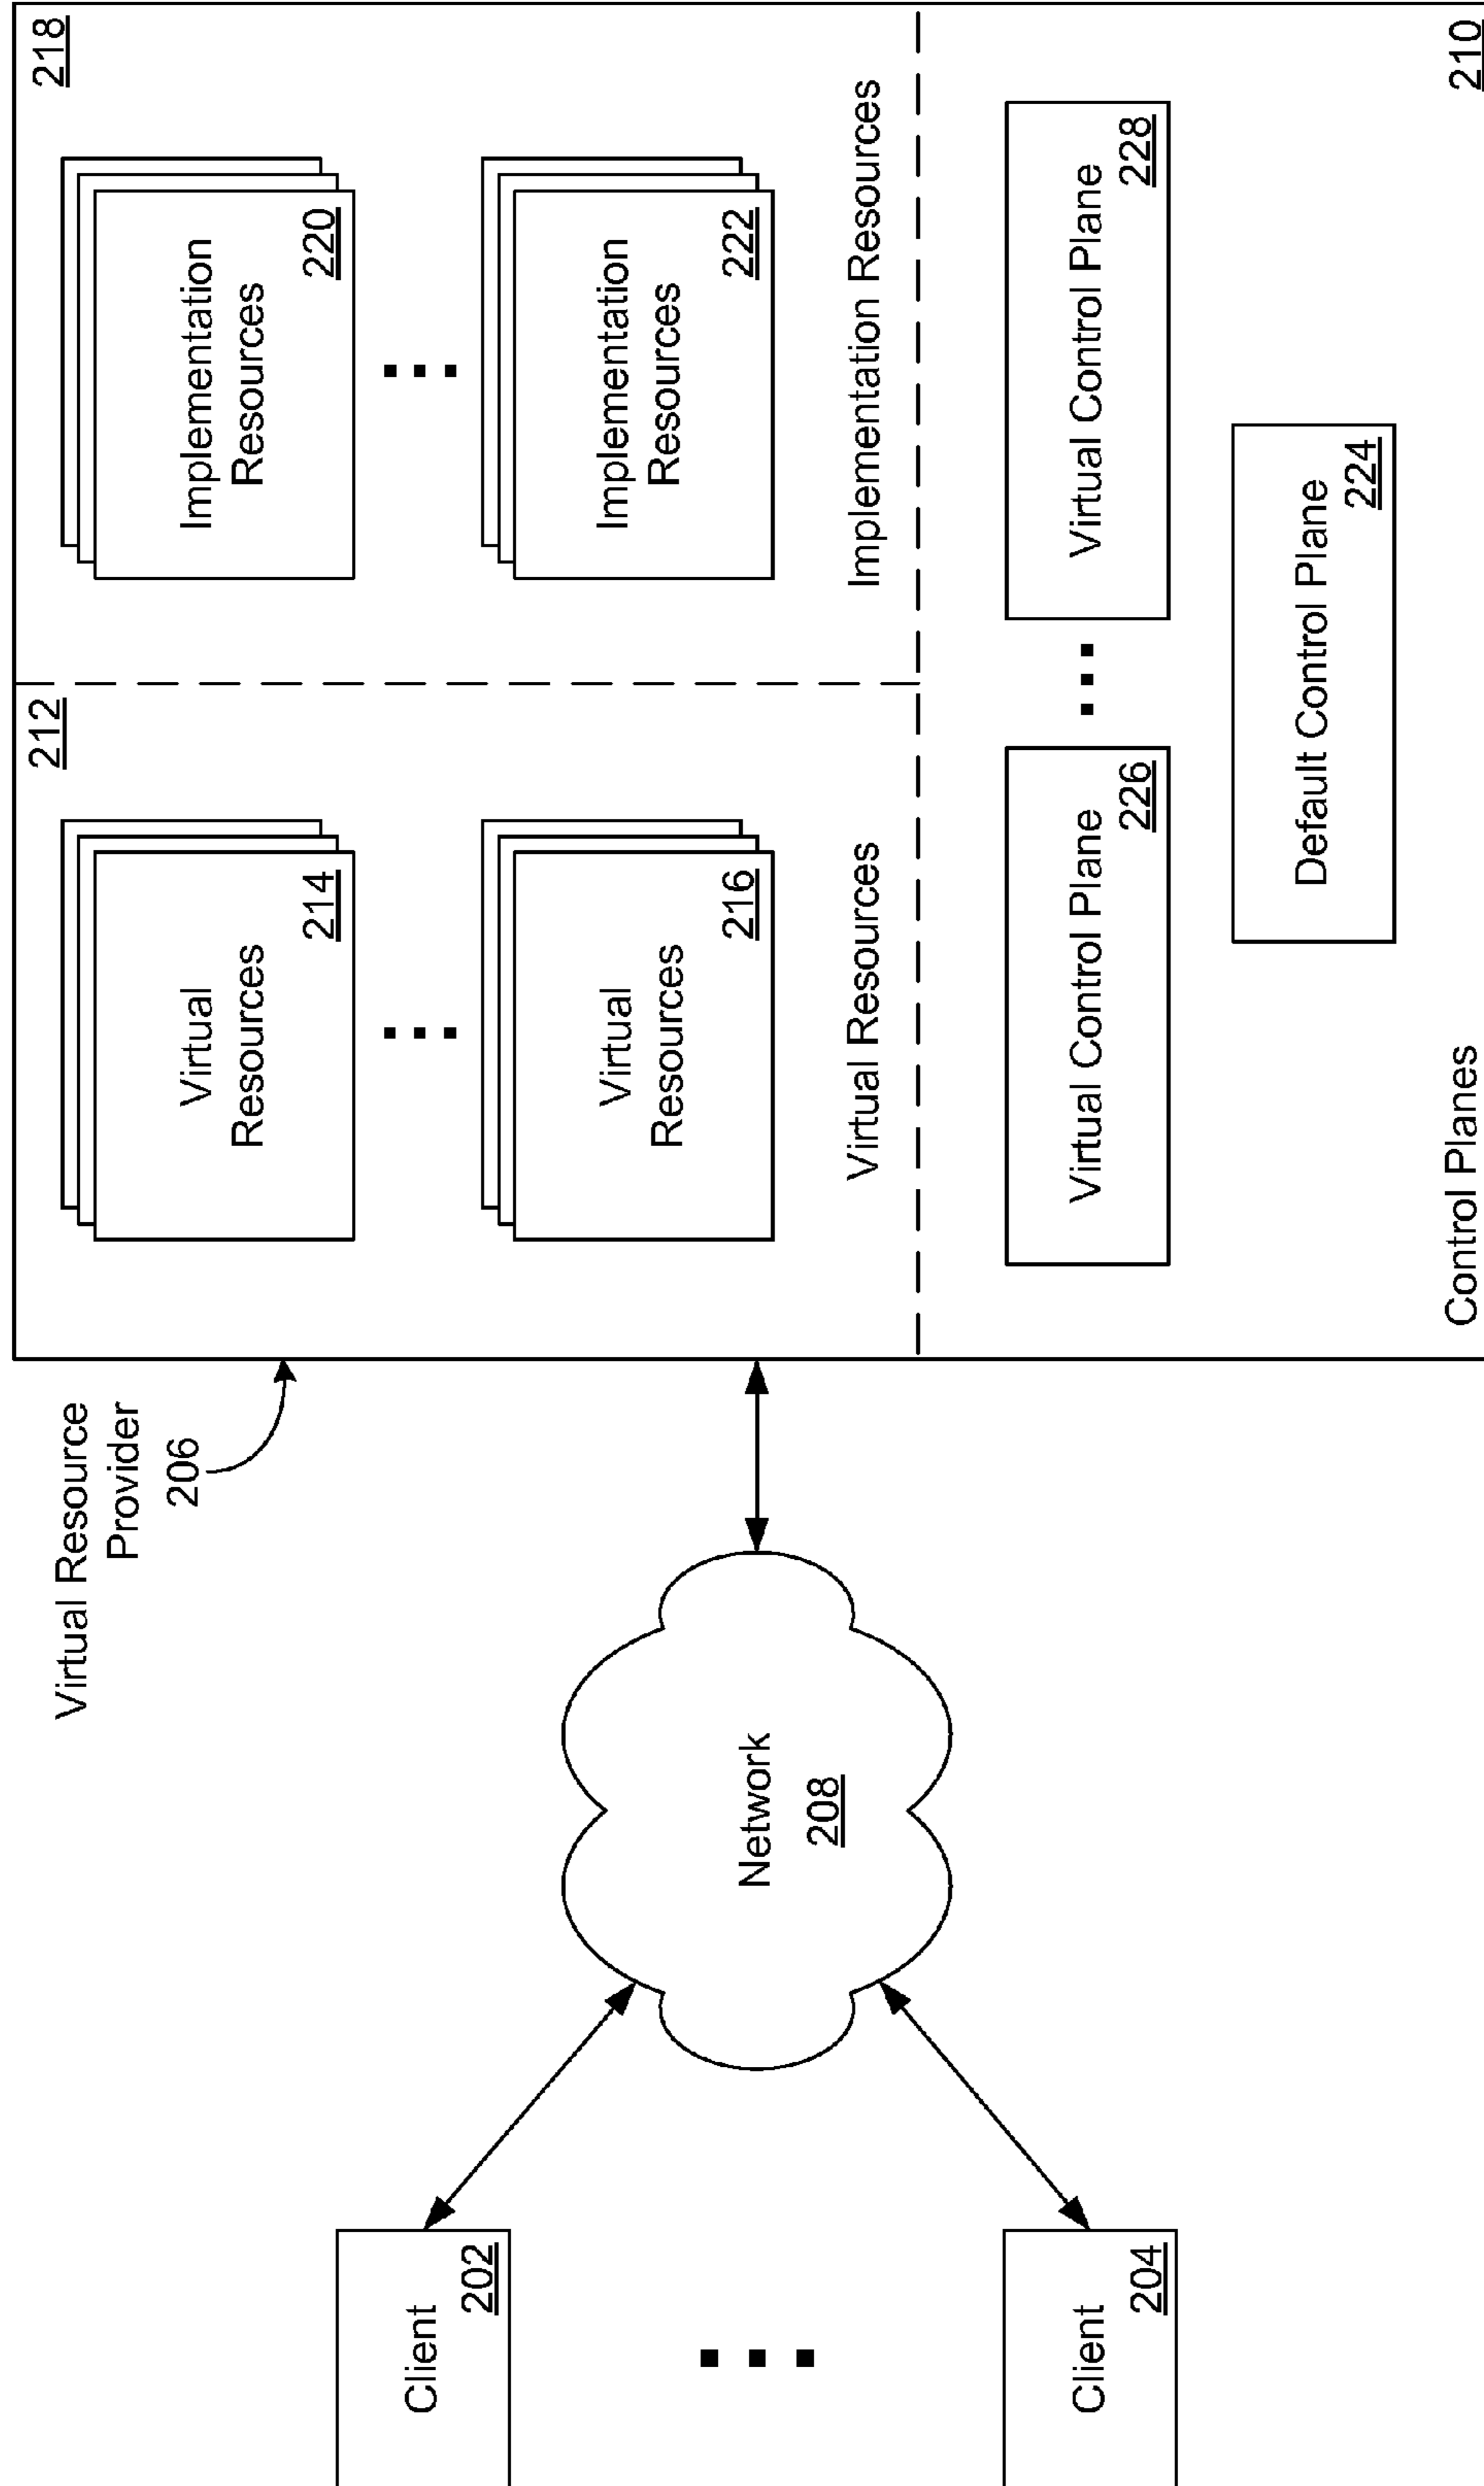 Client
202
Client
204
Network
208
Virtual Resource
Provider
206
212
Virtual
Resources
214
Virtual
Resources
216
Virtual Resources
218
Implementation
Resources
220
Implementation
Resources
222
Implementation Resources
Virtual Control Plane
226
Virtual Control Plane
228
Default Control Plane
224
Control Planes
210